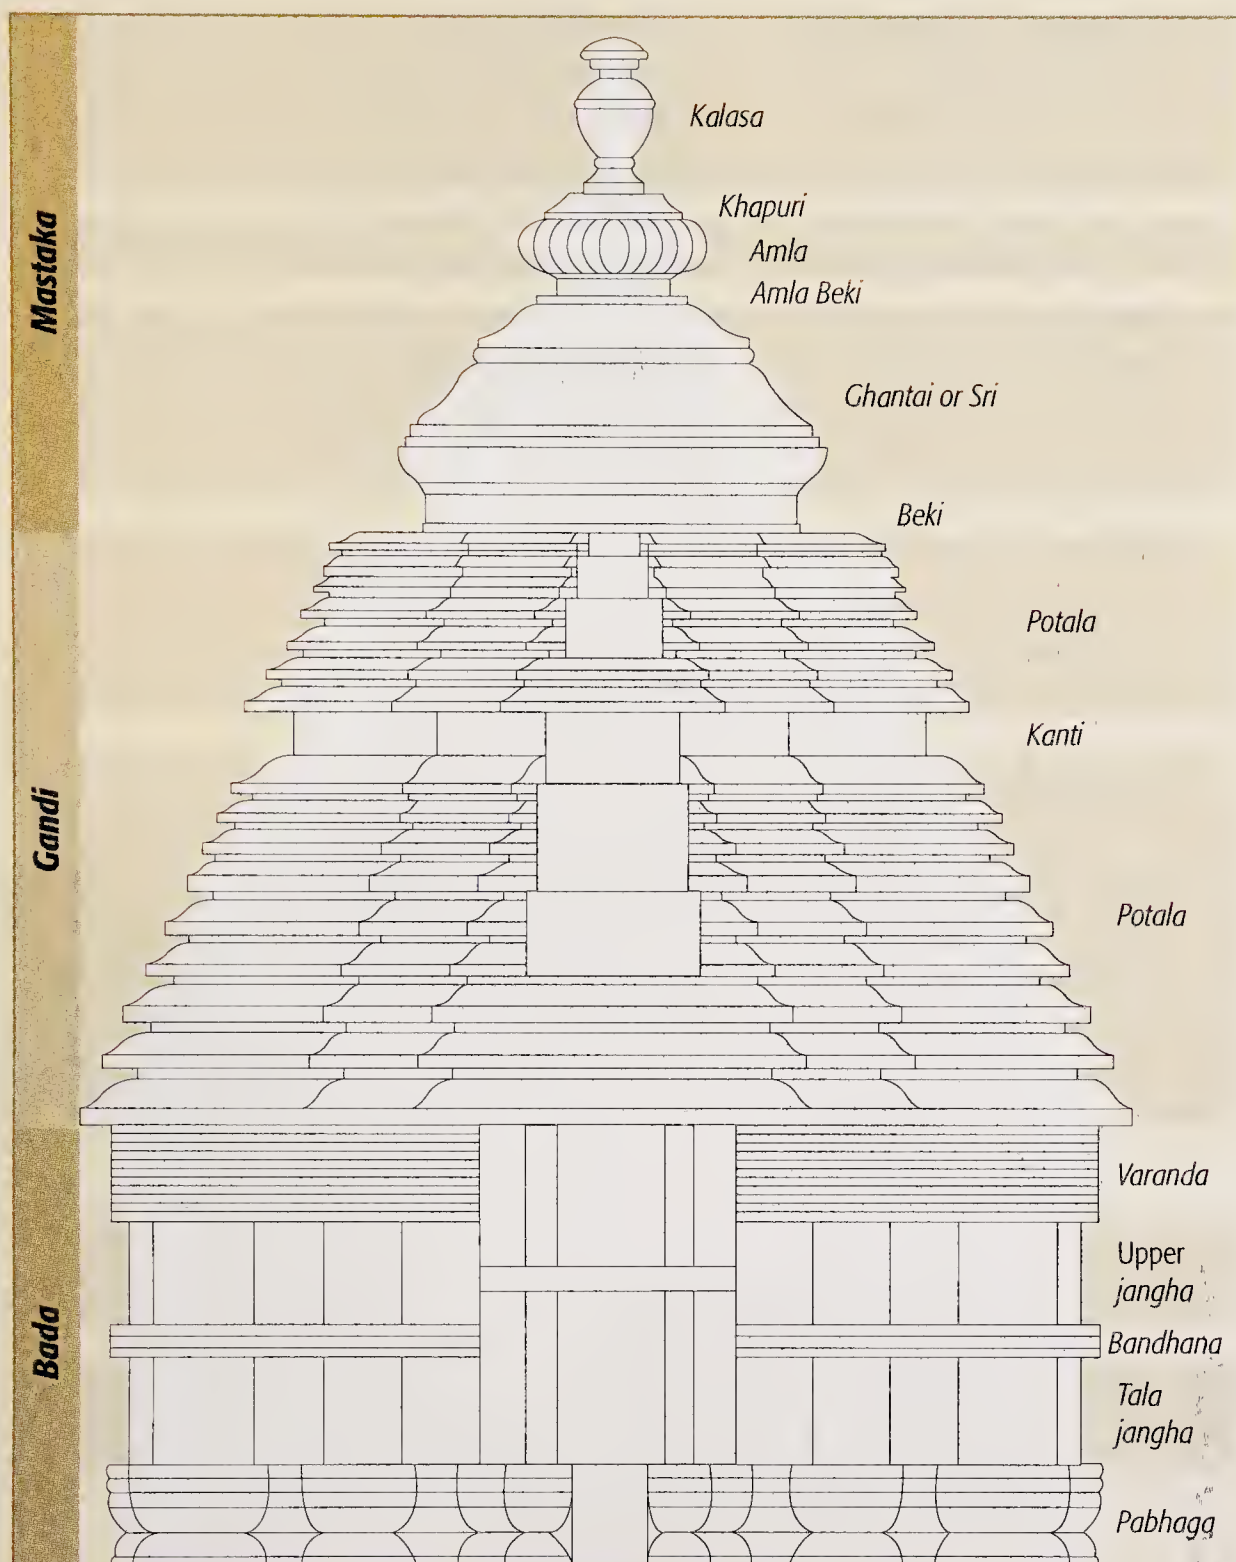 Kalasa
Khapuri
Amla
Amla Beki
Mastaka
Ghantai or Sri
Beki
Potala
Kanti
Gandi
Potala
Varanda
Upper
jangha
Bandhana
Bada
Tala
jangha
Pabhaga